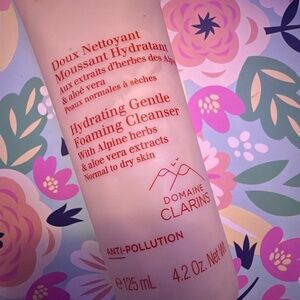 Doux Nettoyant
Moussant Hydratant
Aux extraits d'herbes des Alpes
& aloe vera
Peaux normales à sèches
Hydrating Gentle
Foaming Cleanser
With Alpine herbs
& aloe vera extracts
Normal to dry skin
DOMAINE
CLARINS
ANTI-POLLUTION
℮125 mL 4.2 Oz. Net